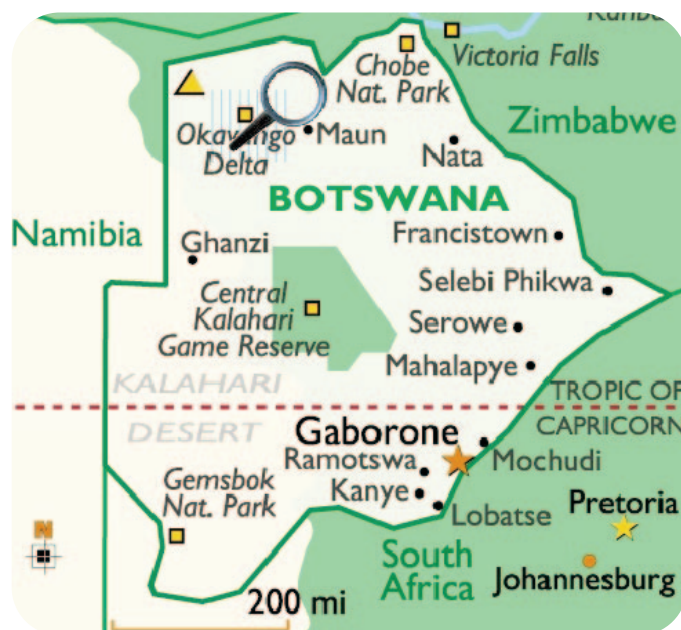 Victoria Falls
Chobe
Nat. Park
Zimbabwe
Maun
Delta
Nata
BOTSWANA
Namibia
Ghanzi
Francistown
Selebi Phikwa
Central
Kalahari
Game Reserve
Serowe
Mahalapye
KALAHARI
DESERT
TROPIC OF
CAPRICORN
Gaborone
Mochudi
Ramotswa
Kanye
Lobatse
Gemsbok
Nat. Park
Pretoria
South
Africa
Johannesburg
N
200 mi